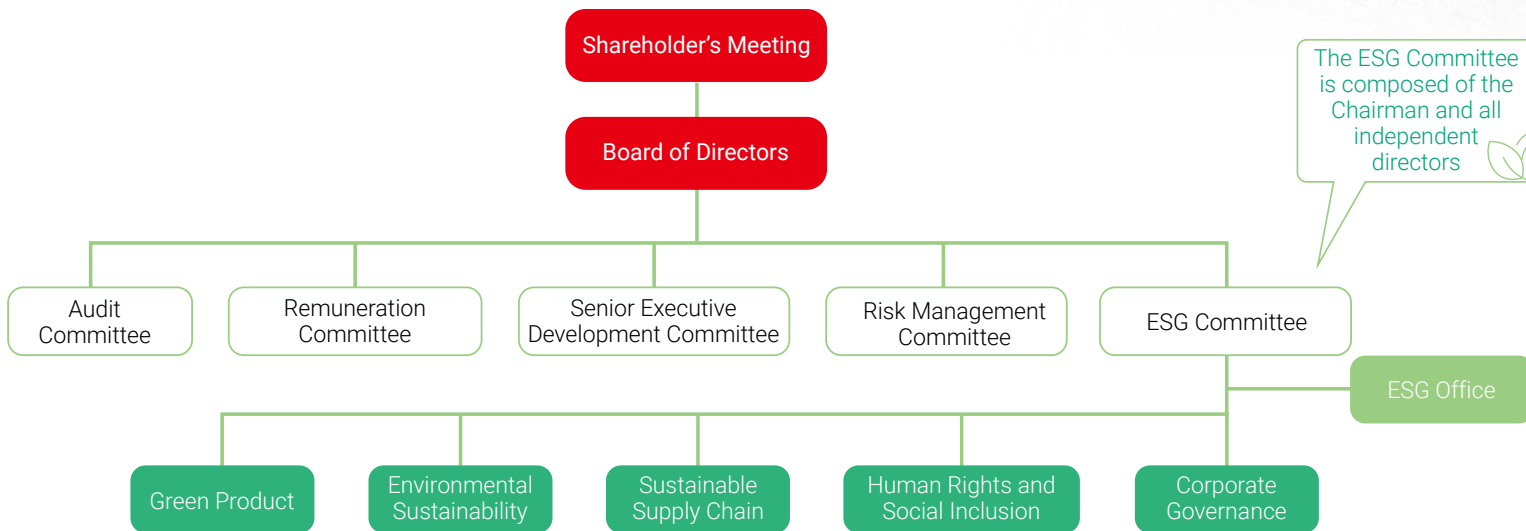 Shareholder’s Meeting
The ESG Committee
is composed of the
Chairman and all
independent
directors
Board of Directors
Audit
Committee
Remuneration
Committee
Senior Executive
Development Committee
Risk Management
Committee
ESG Committee
ESG Office
Green Product
Environmental
Sustainability
Sustainable
Supply Chain
Human Rights and
Social Inclusion
Corporate
Governance